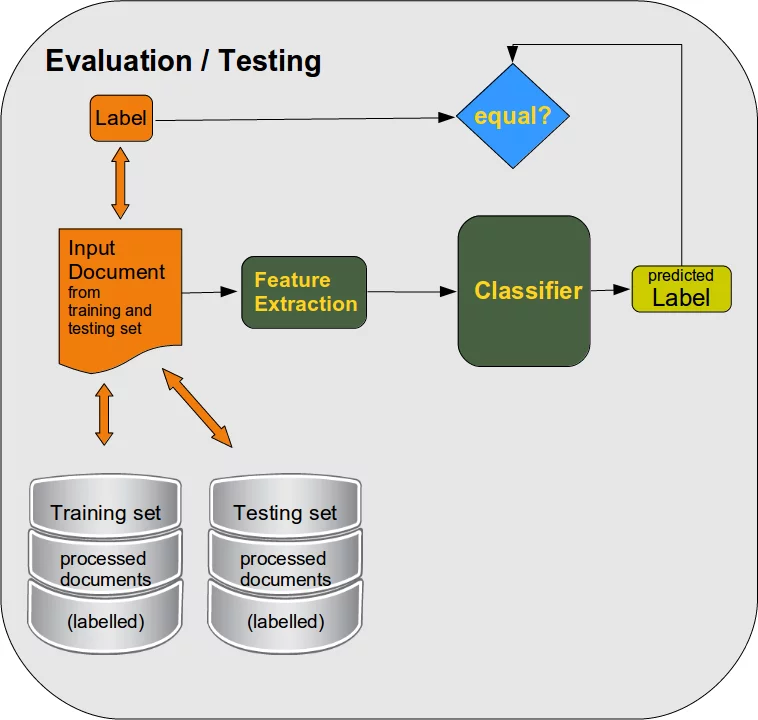 Evaluation / Testing
Label
equal?
Input
Document
from
training and
testing set
Feature
Extraction
Classifier
predicted
Label
Training set
processed
documents
(labelled)
Testing set
processed
documents
(labelled)